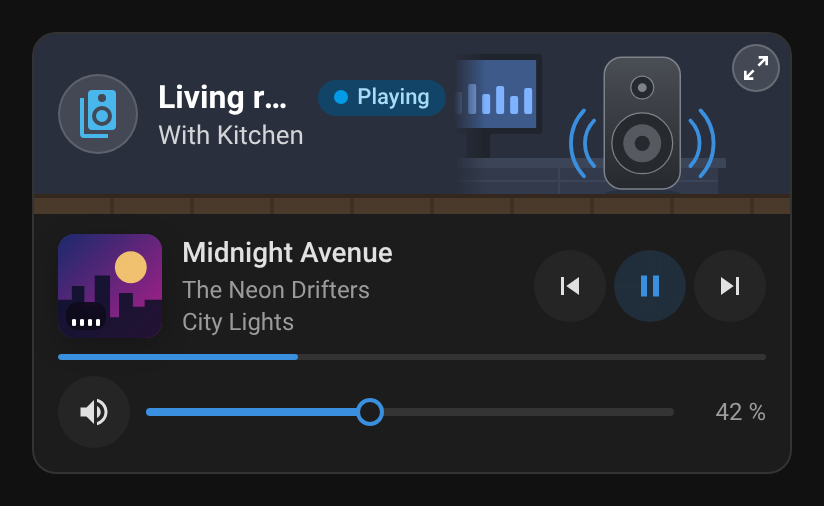 Living r...
Playing
With Kitchen
Midnight Avenue
The Neon Drifters
City Lights
42 %